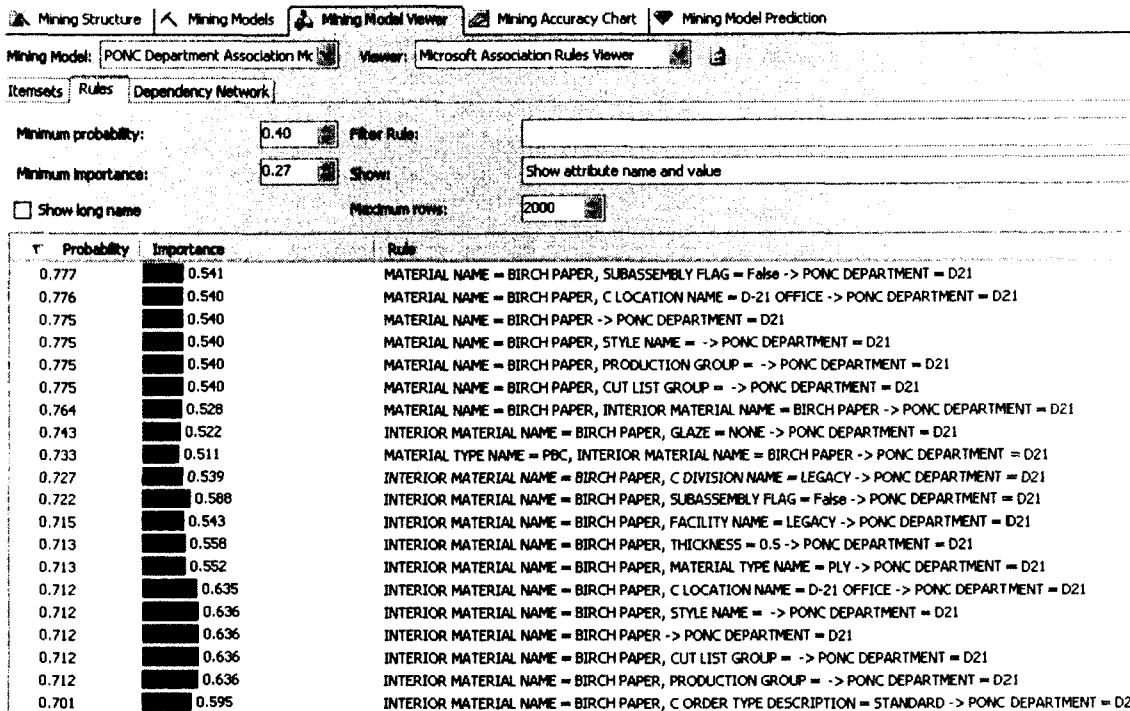 Mining Structure Mining Models Mining Model Viewer Mining Accuracy Chart Mining Model Prediction
Mining Model: PONC Department Association Mc Viewer: Microsoft Association Rules Viewer
Itemsets Rules Dependency Network
Minimum probability: 0.40 Filter Rule:
Minimum importance: 0.27 Show: Show attribute name and value
Show long name Maximum rows: 2000
Probability Importance Rule
0.777 0.541 MATERIAL NAME = BIRCH PAPER, SUBASSEMBLY FLAG = False -> PONC DEPARTMENT = D21
0.776 0.540 MATERIAL NAME = BIRCH PAPER, C LOCATION NAME = D-21 OFFICE -> PONC DEPARTMENT = D21
0.775 0.540 MATERIAL NAME = BIRCH PAPER -> PONC DEPARTMENT = D21
0.775 0.540 MATERIAL NAME = BIRCH PAPER, STYLE NAME = -> PONC DEPARTMENT = D21
0.775 0.540 MATERIAL NAME = BIRCH PAPER, PRODUCTION GROUP = -> PONC DEPARTMENT = D21
0.775 0.540 MATERIAL NAME = BIRCH PAPER, CUT LIST GROUP = -> PONC DEPARTMENT = D21
0.764 0.528 MATERIAL NAME = BIRCH PAPER, INTERIOR MATERIAL NAME = BIRCH PAPER -> PONC DEPARTMENT = D21
0.743 0.522 INTERIOR MATERIAL NAME = BIRCH PAPER, GLAZE = NONE -> PONC DEPARTMENT = D21
0.733 0.511 MATERIAL TYPE NAME = PBC, INTERIOR MATERIAL NAME = BIRCH PAPER -> PONC DEPARTMENT = D21
0.727 0.539 INTERIOR MATERIAL NAME = BIRCH PAPER, C DIVISION NAME = LEGACY -> PONC DEPARTMENT = D21
0.722 0.588 INTERIOR MATERIAL NAME = BIRCH PAPER, SUBASSEMBLY FLAG = False -> PONC DEPARTMENT = D21
0.715 0.543 INTERIOR MATERIAL NAME = BIRCH PAPER, FACILITY NAME = LEGACY -> PONC DEPARTMENT = D21
0.713 0.558 INTERIOR MATERIAL NAME = BIRCH PAPER, THICKNESS = 0.5 -> PONC DEPARTMENT = D21
0.713 0.552 INTERIOR MATERIAL NAME = BIRCH PAPER, MATERIAL TYPE NAME = PLY -> PONC DEPARTMENT = D21
0.712 0.635 INTERIOR MATERIAL NAME = BIRCH PAPER, C LOCATION NAME = D-21 OFFICE -> PONC DEPARTMENT = D21
0.712 0.636 INTERIOR MATERIAL NAME = BIRCH PAPER, STYLE NAME = -> PONC DEPARTMENT = D21
0.712 0.636 INTERIOR MATERIAL NAME = BIRCH PAPER -> PONC DEPARTMENT = D21
0.712 0.636 INTERIOR MATERIAL NAME = BIRCH PAPER, CUT LIST GROUP = -> PONC DEPARTMENT = D21
0.712 0.636 INTERIOR MATERIAL NAME = BIRCH PAPER, PRODUCTION GROUP = -> PONC DEPARTMENT = D21
0.701 0.595 INTERIOR MATERIAL NAME = BIRCH PAPER, C ORDER TYPE DESCRIPTION = STANDARD -> PONC DEPARTMENT = D2